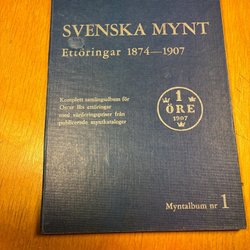 SVENSKA MYNT
Ettöringar 1874—1907
Komplett samlingsalbum för
Oscar IIs ettöringar
med värderingspriser från
publicerade myntkataloger
1
ÖRE
1907
Myntalbum nr 1